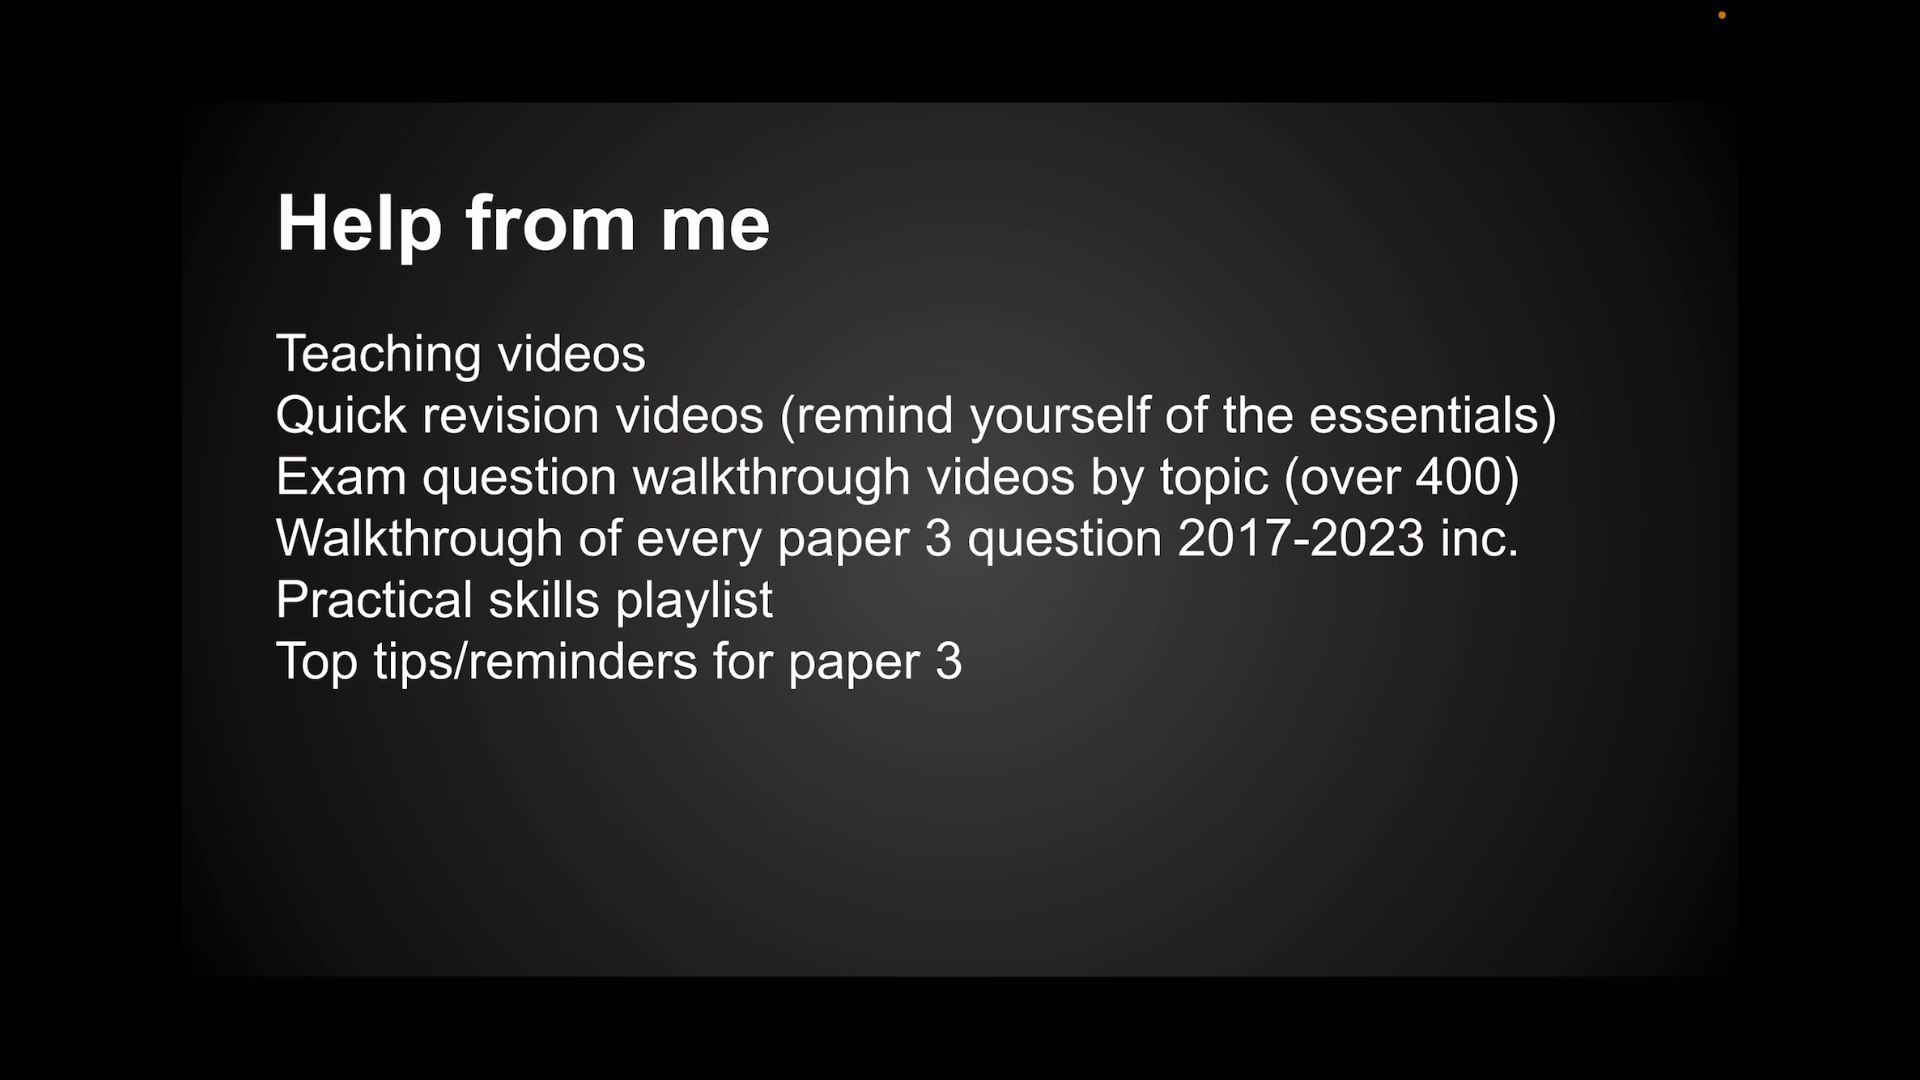 Help from me
Teaching videos
Quick revision videos (remind yourself of the essentials)
Exam question walkthrough videos by topic (over 400)
Walkthrough of every paper 3 question 2017-2023 inc.
Practical skills playlist
Top tips/reminders for paper 3